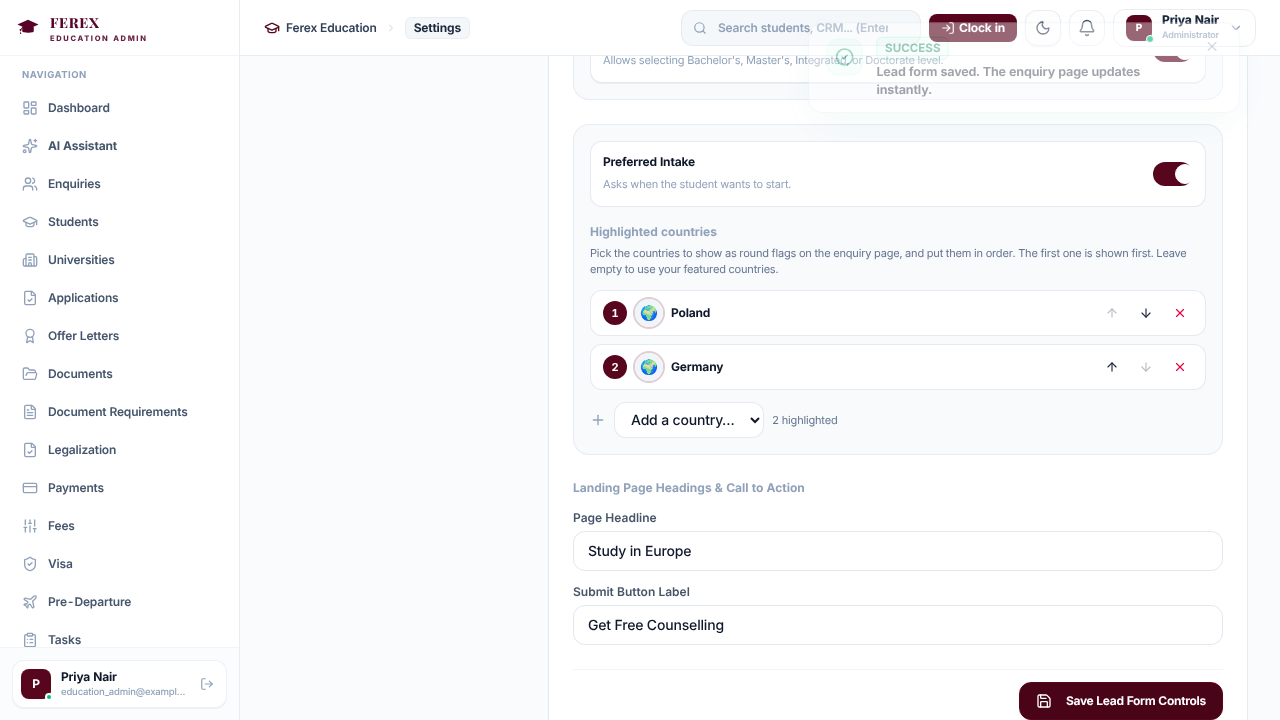 FEREX
EDUCATION ADMIN
NAVIGATION
Dashboard
AI Assistant
Enquiries
Students
Universities
Applications
Offer Letters
Documents
Document Requirements
Legalization
Payments
Fees
Visa
Pre-Departure
Tasks
P
Priya Nair
education_admin@exampl...
Ferex Education
Settings
Search students, CRM... (Enter
Clock in
P
Priya Nair
Administrator
SUCCESS
Lead form saved. The enquiry page updates
instantly.
Allows selecting Bachelor's, Master's, Integrated, or Doctorate level.
Preferred Intake
Asks when the student wants to start.
Highlighted countries
Pick the countries to show as round flags on the enquiry page, and put them in order. The first one is shown first. Leave
empty to use your featured countries.
1 Poland
2 Germany
Add a country...
2 highlighted
Landing Page Headings & Call to Action
Page Headline
Study in Europe
Submit Button Label
Get Free Counselling
Save Lead Form Controls